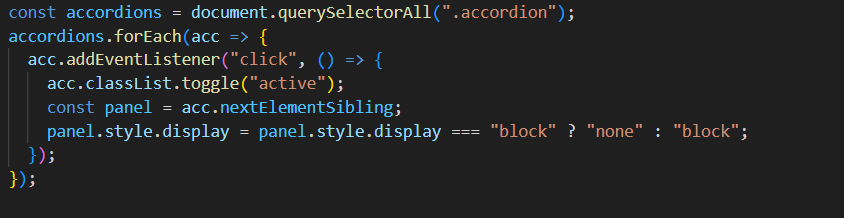 const accordions = document.querySelectorAll(".accordion");
accordions.forEach(acc => {
  acc.addEventListener("click", () => {
    acc.classList.toggle("active");
    const panel = acc.nextElementSibling;
    panel.style.display = panel.style.display === "block" ? "none" : "block";
  });
});